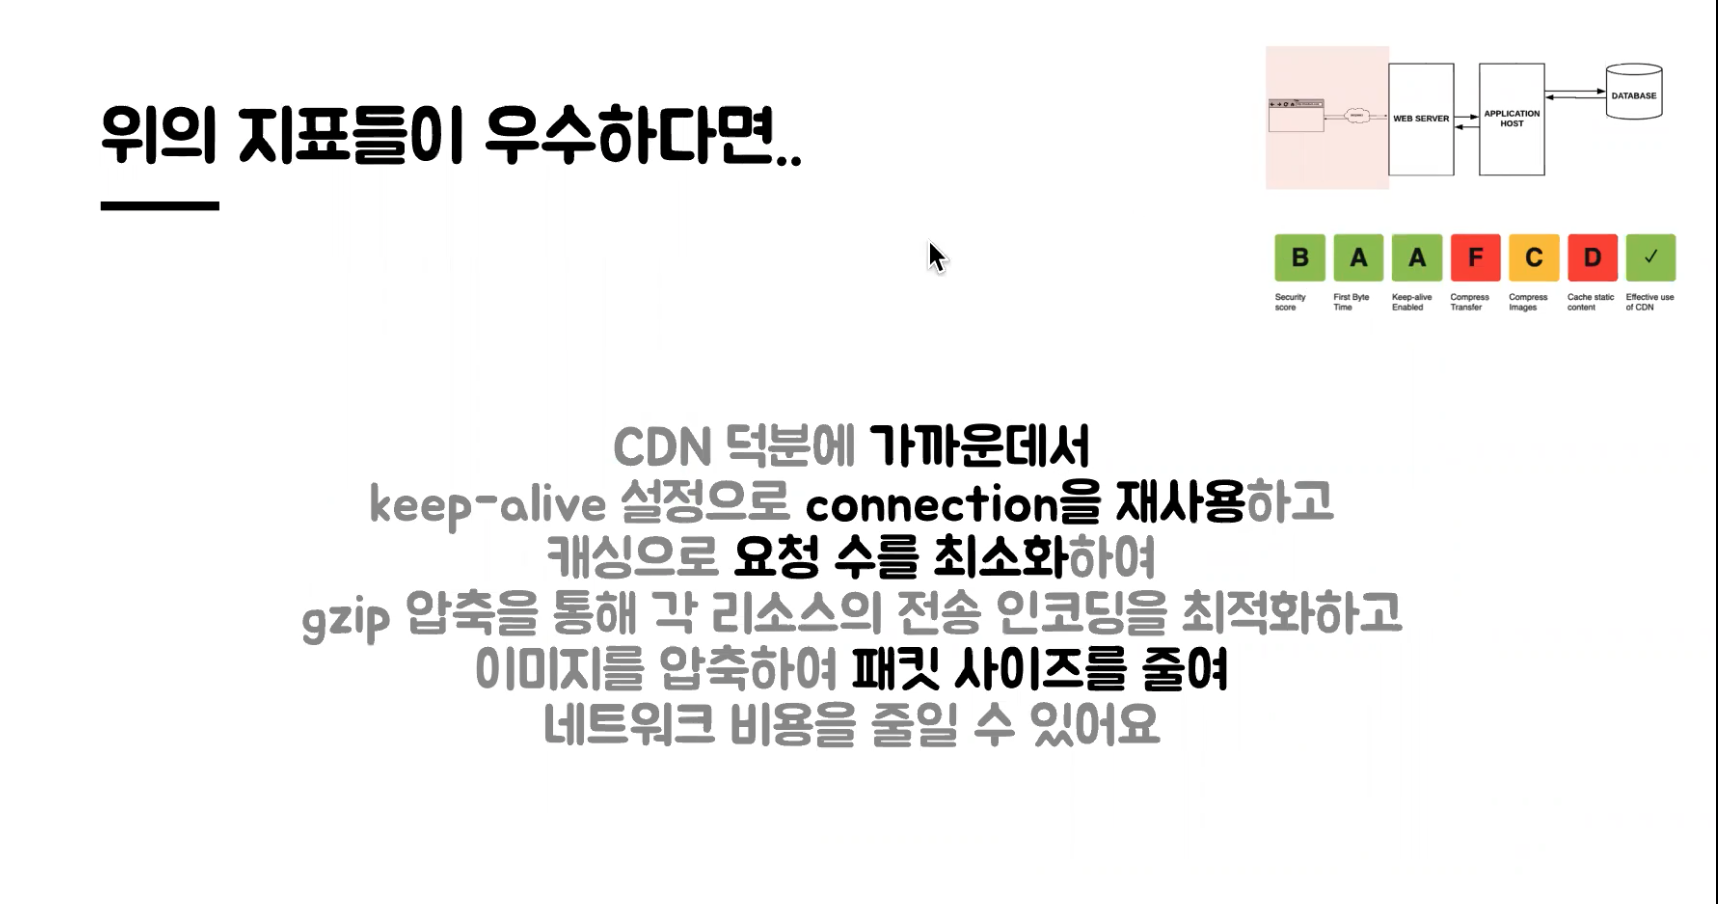 위의 지표들이 우수하다면..
WEB SERVER
APPLICATION
HOST
DATABASE
B
A
A
F
C
D
✓
Security
score
First Byte
Time
Keep-alive
Enabled
Compress
Transfer
Compress
Images
Cache static
content
Effective use
of CDN
CDN 덕분에 가까운데서
keep-alive 설정으로 connection을 재사용하고
캐싱으로 요청 수를 최소화하여
gzip 압축을 통해 각 리소스의 전송 인코딩을 최적화하고
이미지를 압축하여 패킷 사이즈를 줄여
네트워크 비용을 줄일 수 있어요